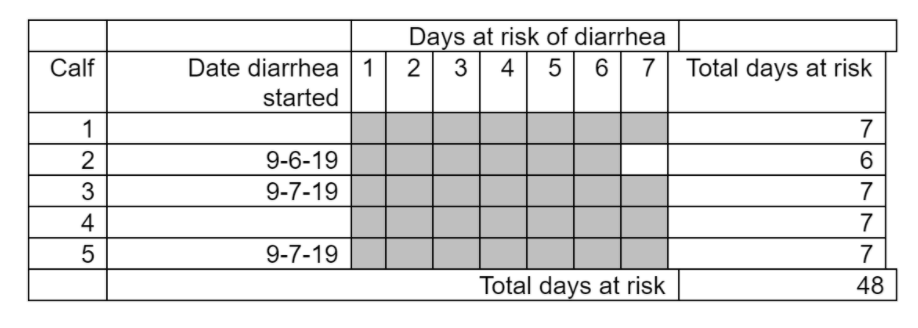 Days at risk of diarrhea
Calf Date diarrhea started 1 2 3 4 5 6 7 Total days at risk
1 7
2 9-6-19 6
3 9-7-19 7
4 7
5 9-7-19 7
Total days at risk 48